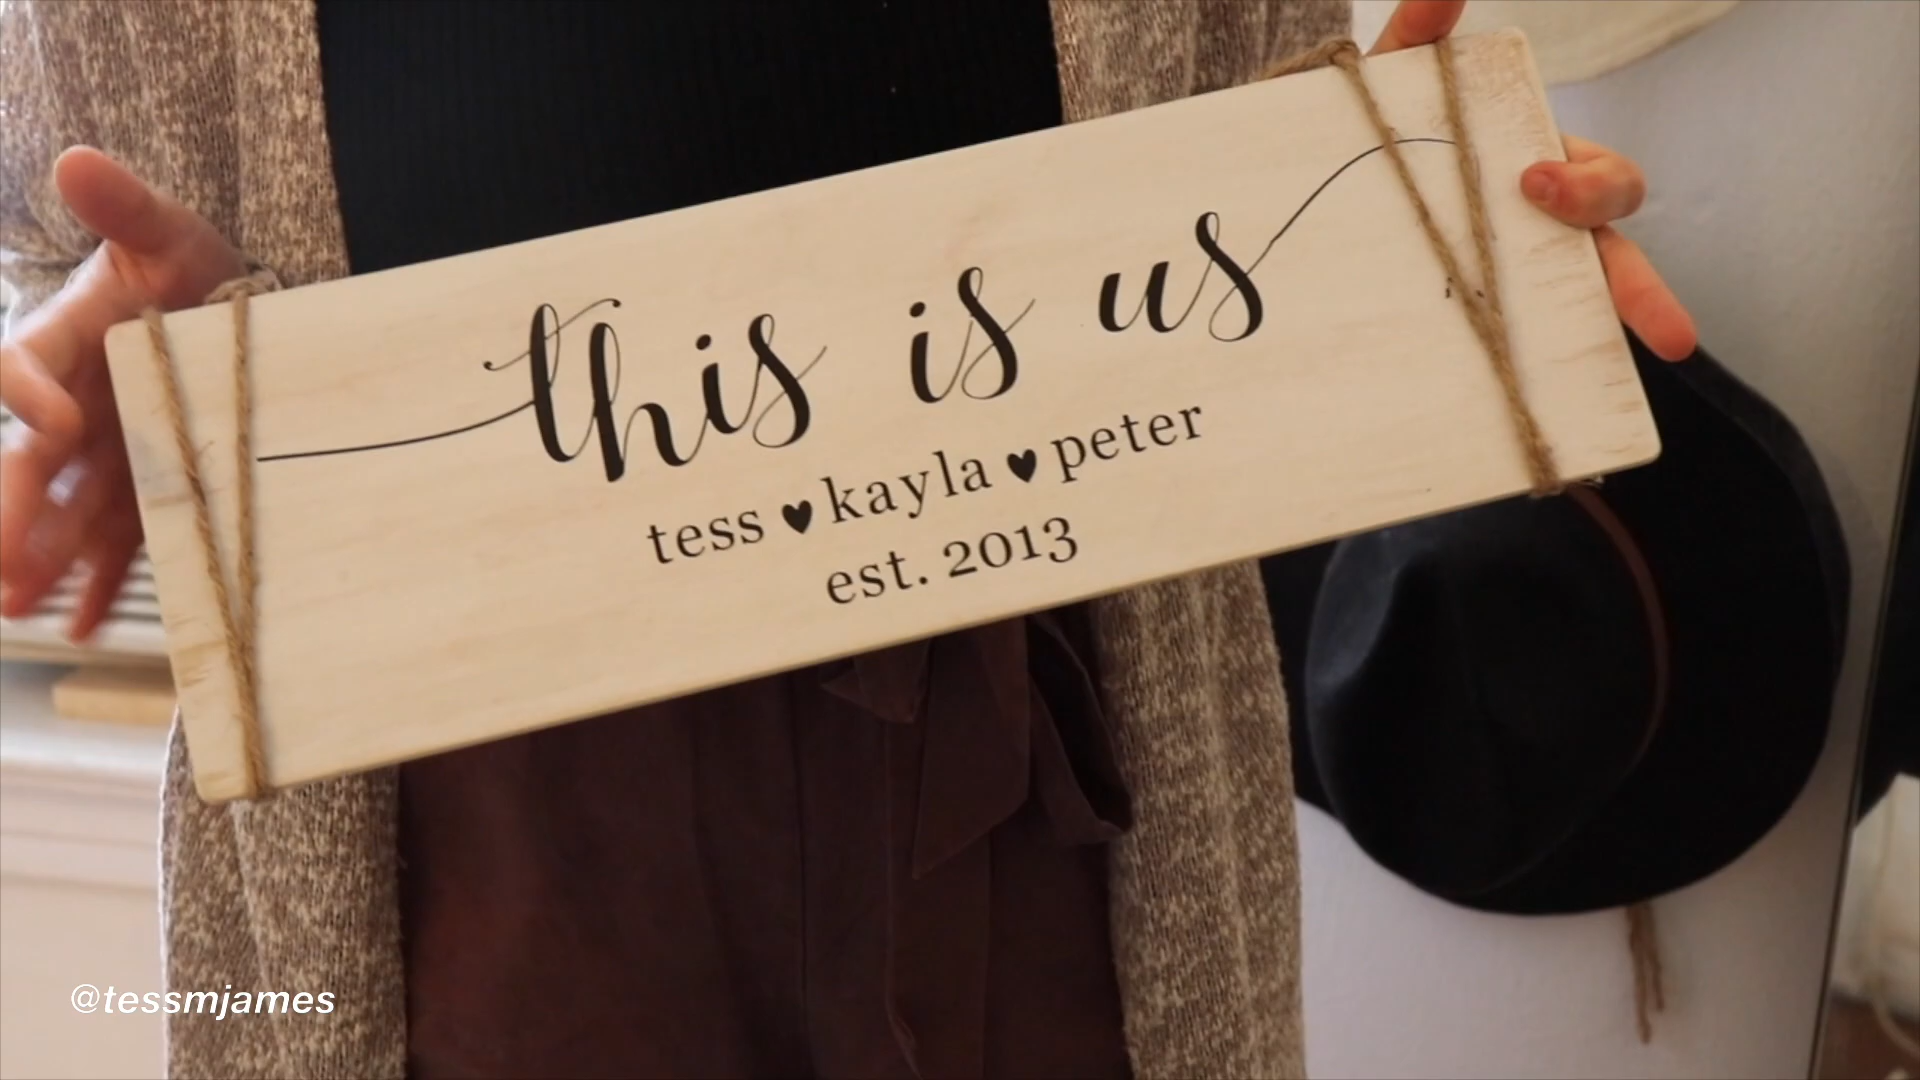 this is us
tess ♥ kayla ♥ peter
est. 2013
@tessmjames